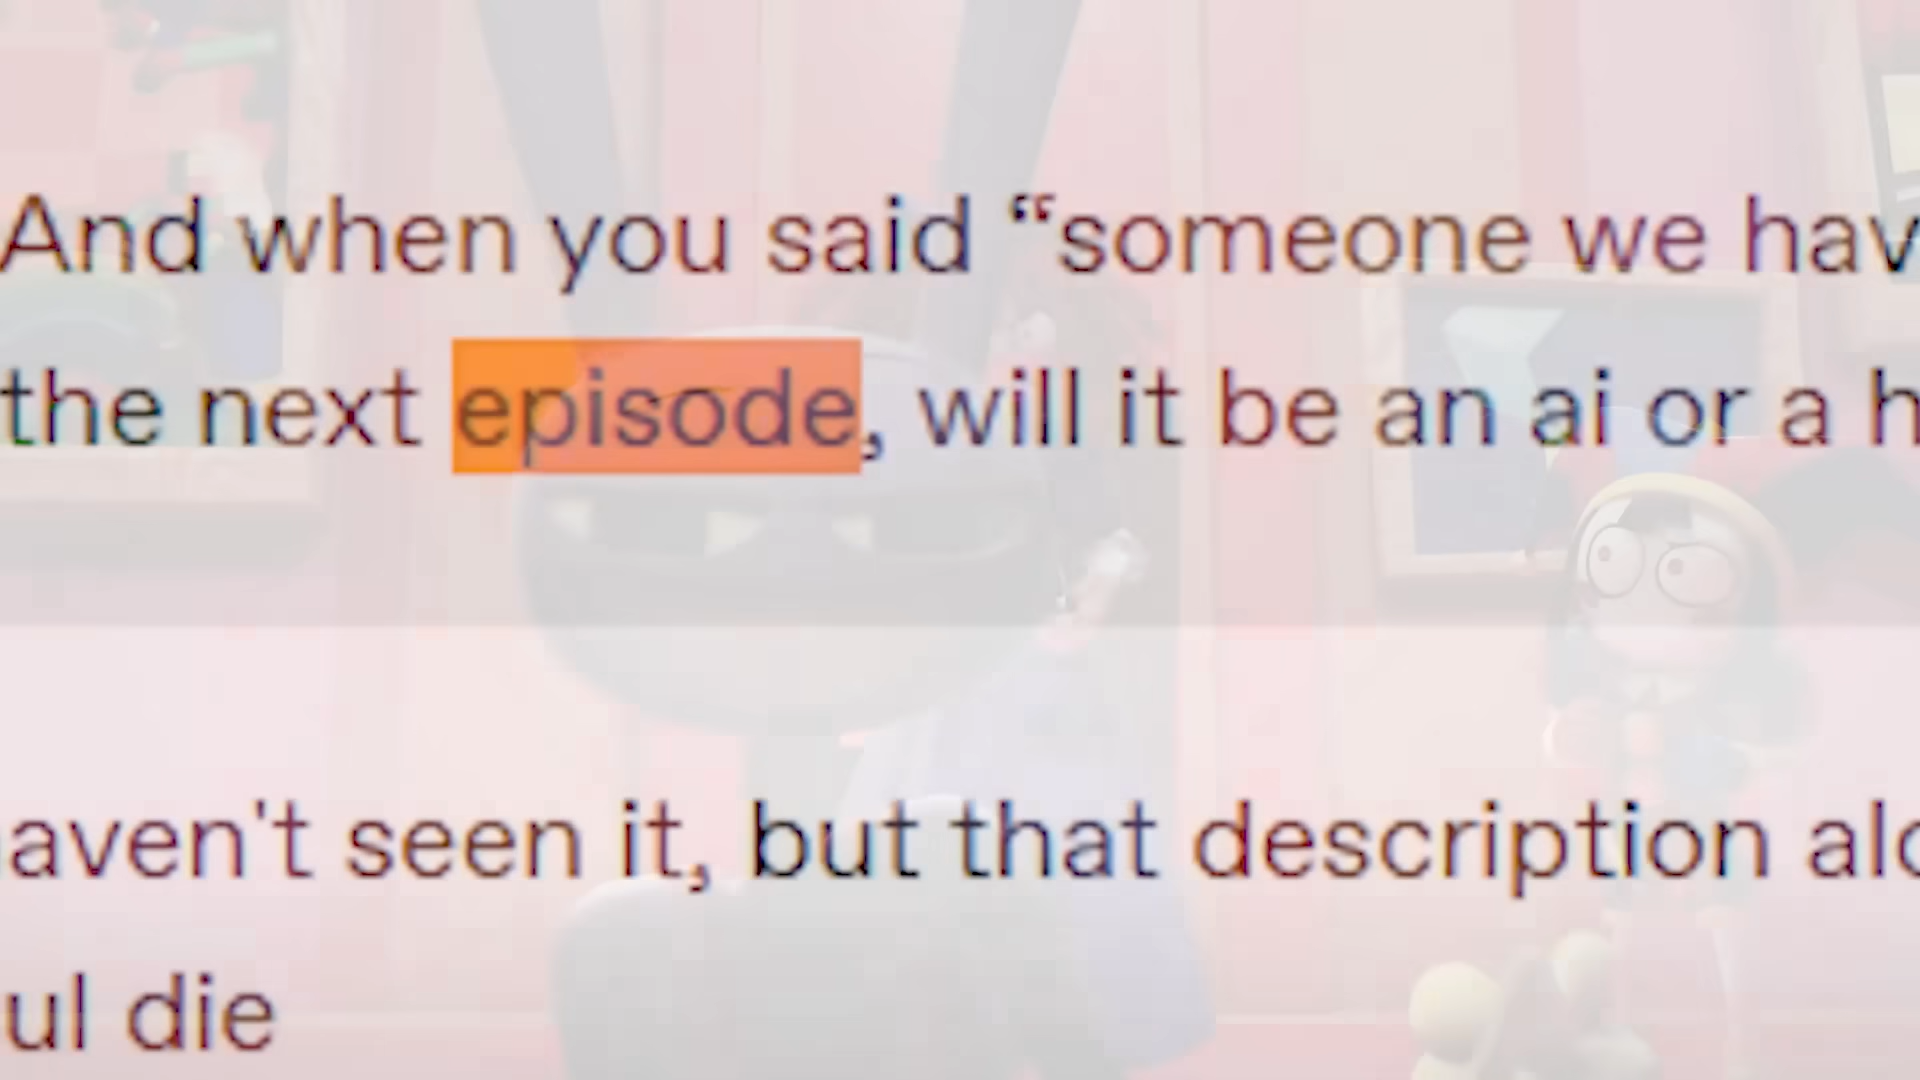 And when you said “someone we hav
the next episode, will it be an ai or a h
aven't seen it, but that description alo
ul die